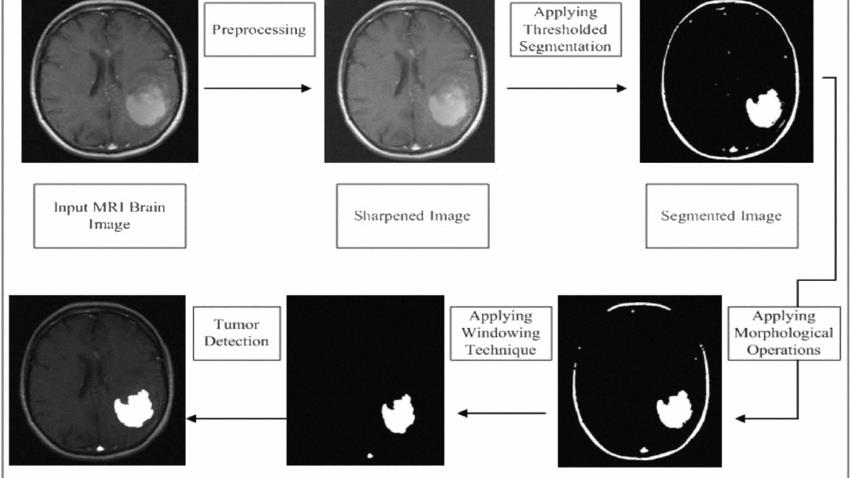 Preprocessing
Applying
Thresholded
Segmentation
Input MRI Brain
Image
Sharpened Image
Segmented Image
Tumor
Detection
Applying
Windowing
Technique
Applying
Morphological
Operations